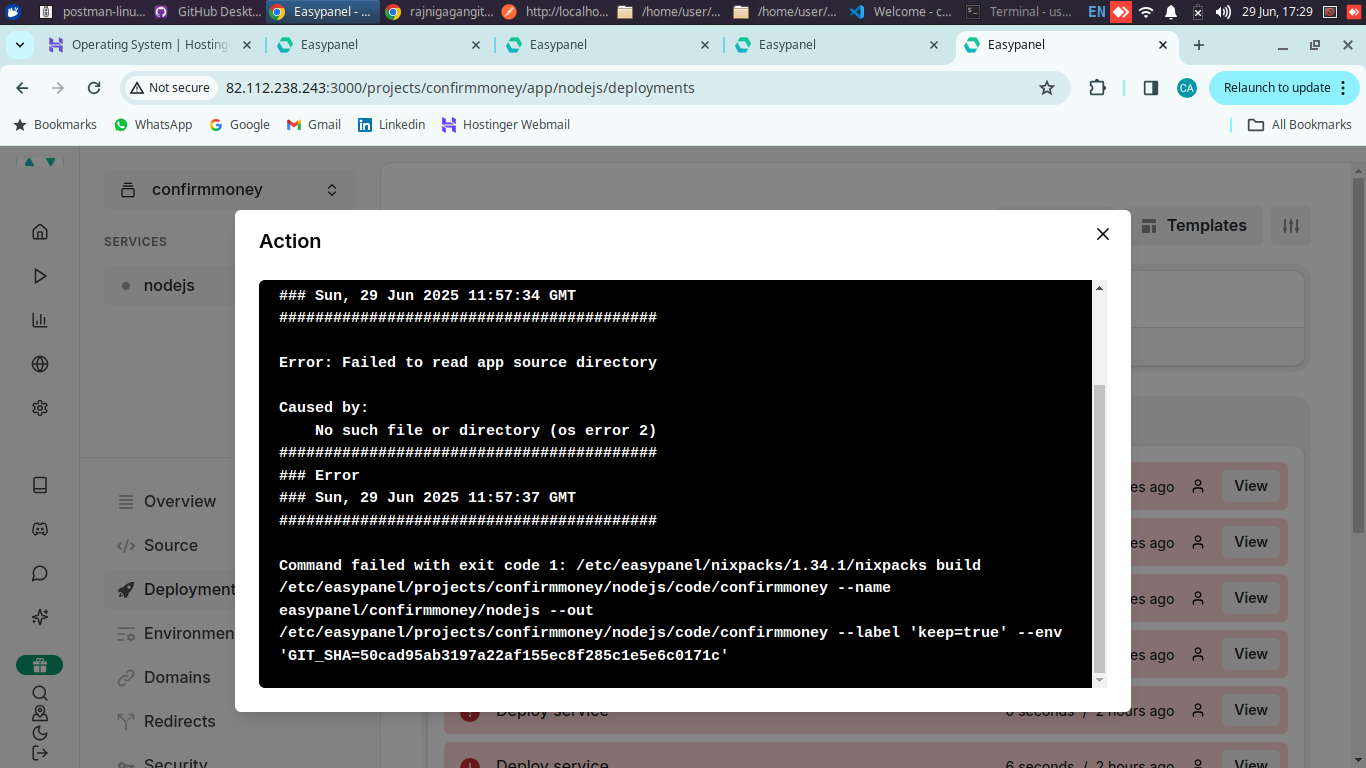 postman-linu...
GitHub Deskt...
Easypanel - ...
rajnigagangit...
http://localho...
/home/user/...
/home/user/...
Welcome - c...
Terminal - us...
EN
29 Jun, 17:29
Operating System | Hosting
Easypanel
Easypanel
Easypanel
Easypanel
Not secure
82.112.238.243:3000/projects/confirmmoney/app/nodejs/deployments
CA
Relaunch to update
Bookmarks
WhatsApp
Google
Gmail
Linkedin
Hostinger Webmail
All Bookmarks
confirmmoney
Templates
SERVICES
nodejs
Action
### Sun, 29 Jun 2025 11:57:34 GMT
##########################################
Error: Failed to read app source directory
Caused by:
No such file or directory (os error 2)
##########################################
### Error
### Sun, 29 Jun 2025 11:57:37 GMT
##########################################
Command failed with exit code 1: /etc/easypanel/nixpacks/1.34.1/nixpacks build
/etc/easypanel/projects/confirmmoney/nodejs/code/confirmmoney --name
easypanel/confirmmoney/nodejs --out
/etc/easypanel/projects/confirmmoney/nodejs/code/confirmmoney --label 'keep=true' --env
'GIT_SHA=50cad95ab3197a22af155ec8f285c1e5e6c0171c'
Overview
Source
Deployment
Environmen
Domains
Redirects
Security
es ago
View
es ago
View
es ago
View
es ago
View
Deploy service
6 seconds / 2 hours ago
View
Deploy service
6 seconds / 2 hours ago
View